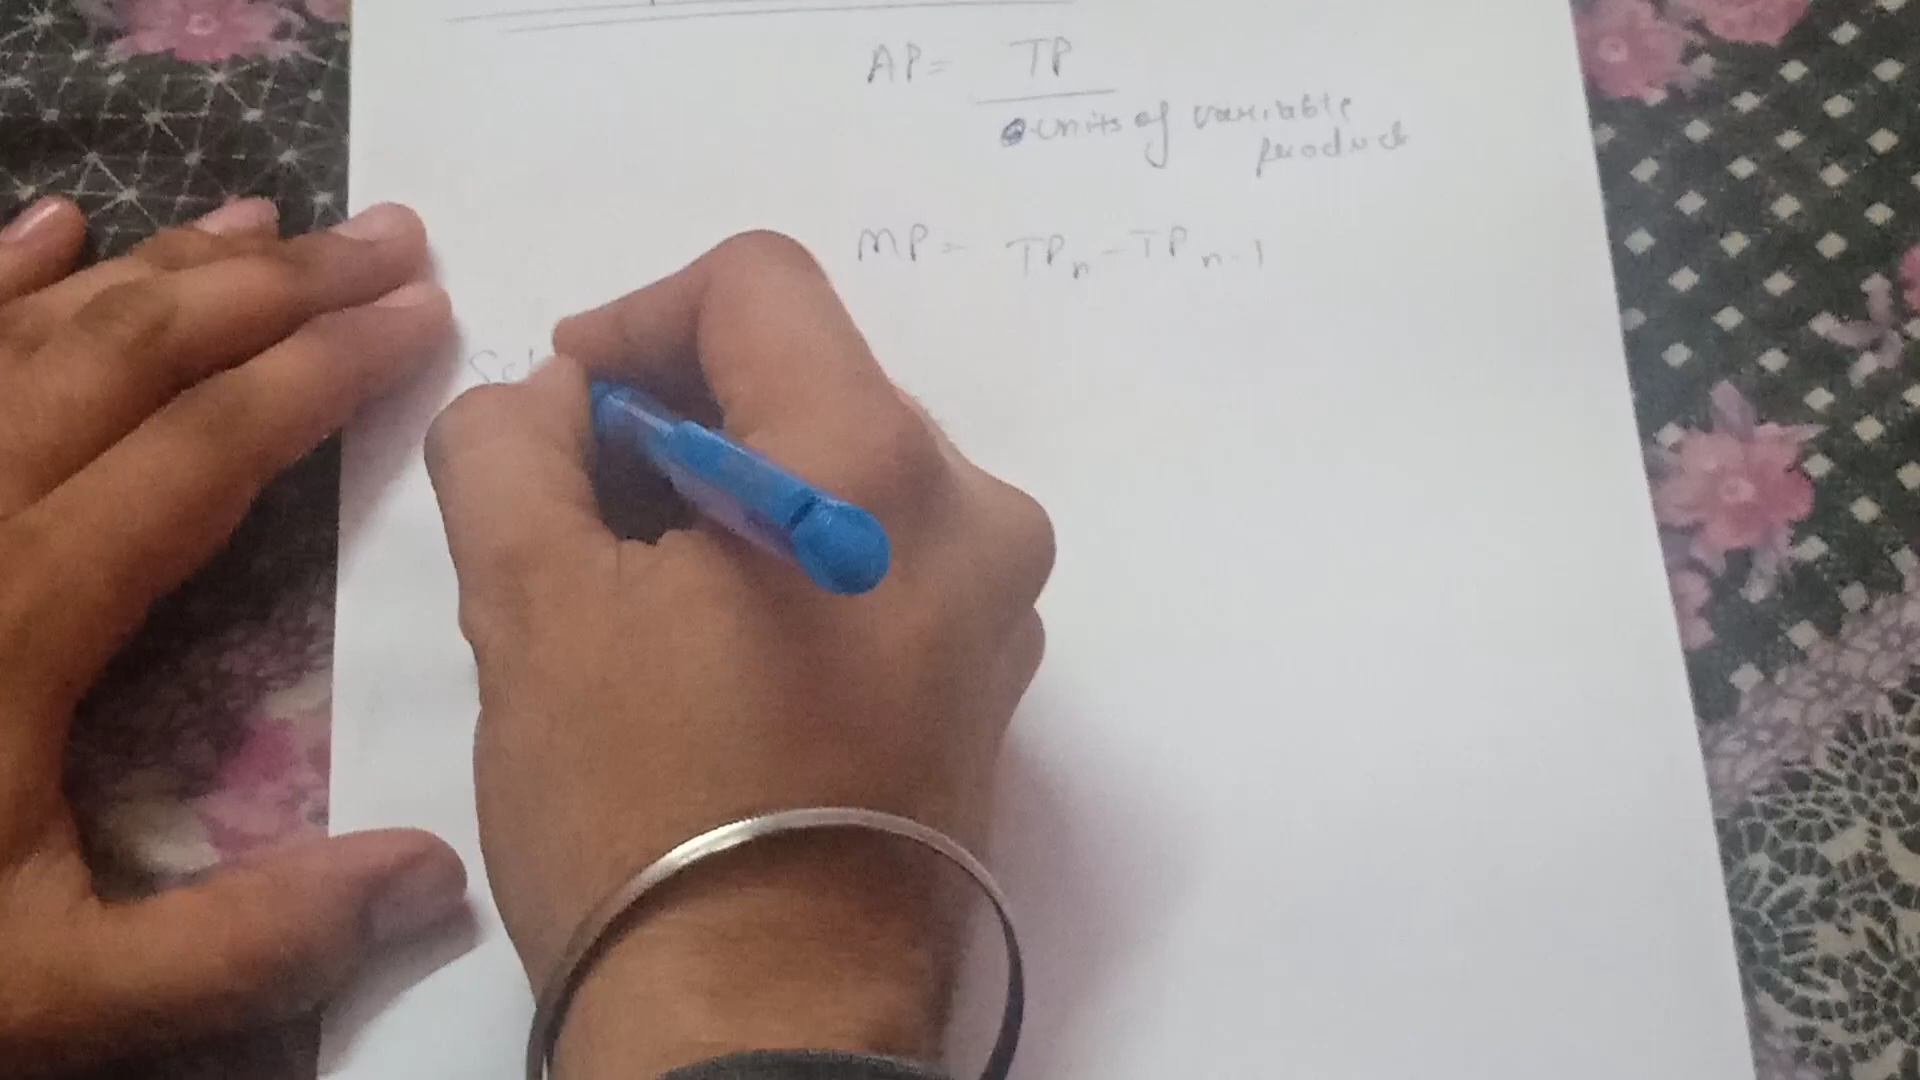 AP = TP
units of variable
product
MP = TPn - TPn-1